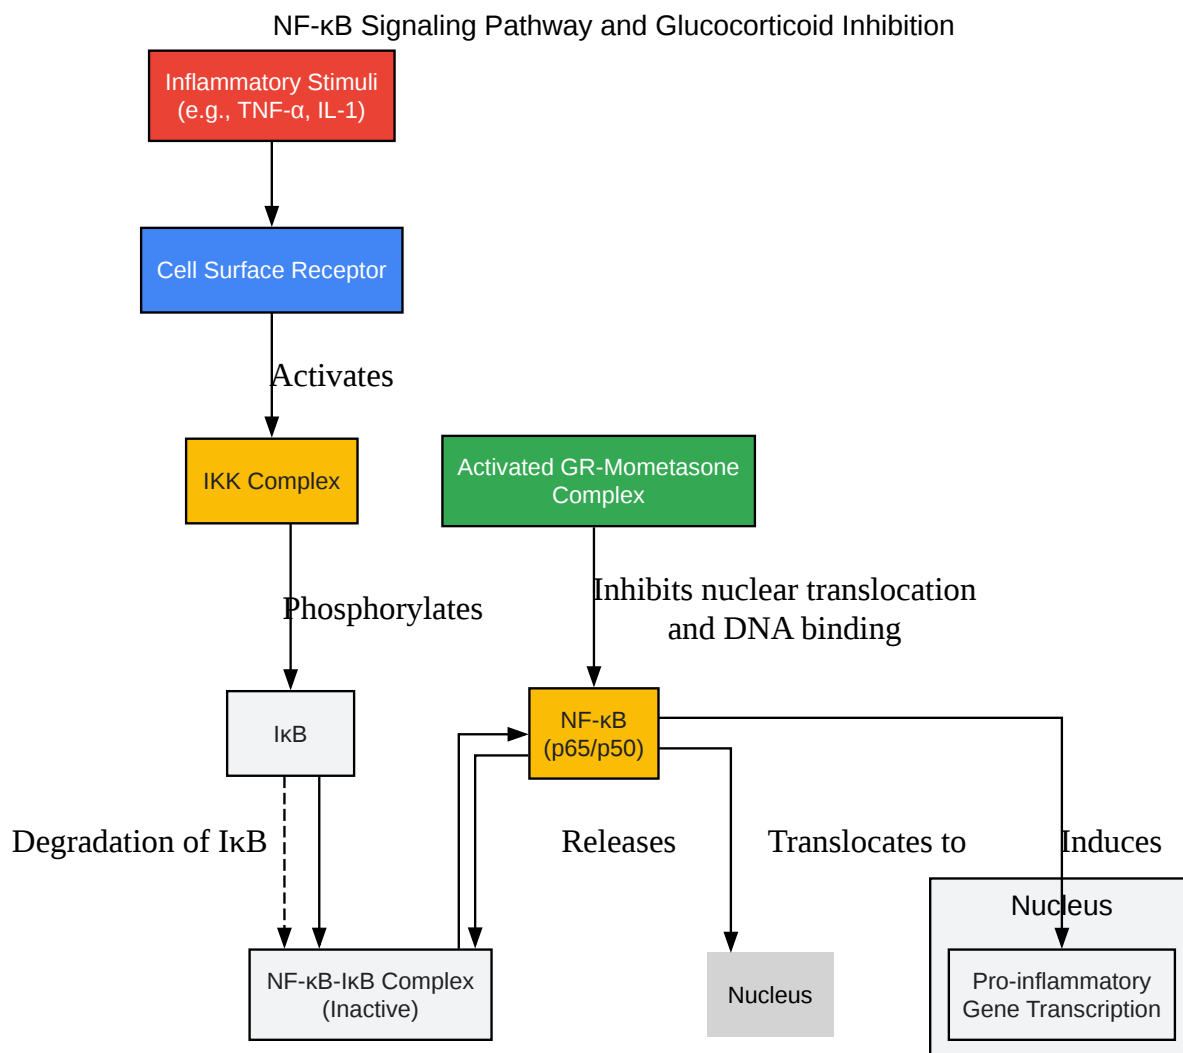 NF-κB Signaling Pathway and Glucocorticoid Inhibition
Inflammatory Stimuli
(e.g., TNF-α, IL-1)
Cell Surface Receptor
Activates
IKK Complex
Activated GR-Mometasone
Complex
Phosphorylates
Inhibits nuclear translocation
and DNA binding
IκB
NF-κB
(p65/p50)
Degradation of IκB
Releases
Translocates to
Induces
Nucleus
NF-κB-IκB Complex
(Inactive)
Nucleus
Pro-inflammatory
Gene Transcription